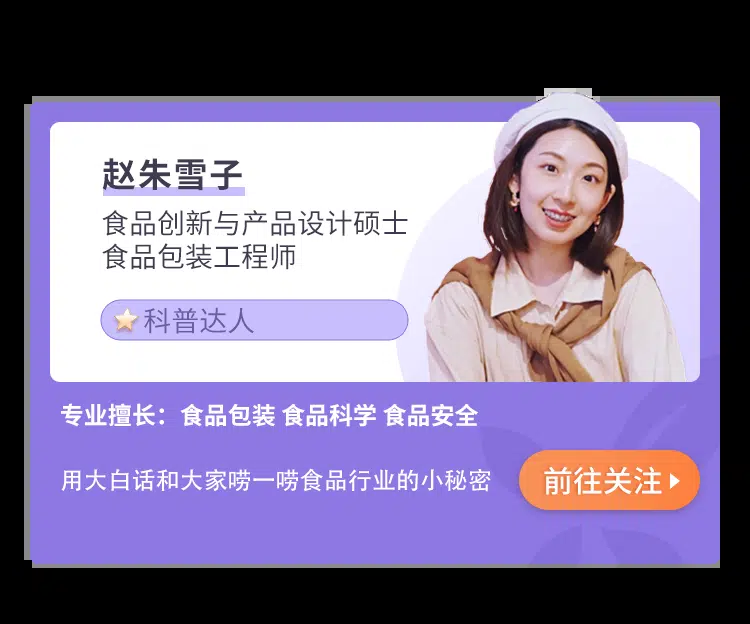 赵朱雪子
食品创新与产品设计硕士
食品包装工程师
科普达人
专业擅长：食品包装 食品科学 食品安全
用大白话和大家唠一唠食品行业的小秘密
前往关注